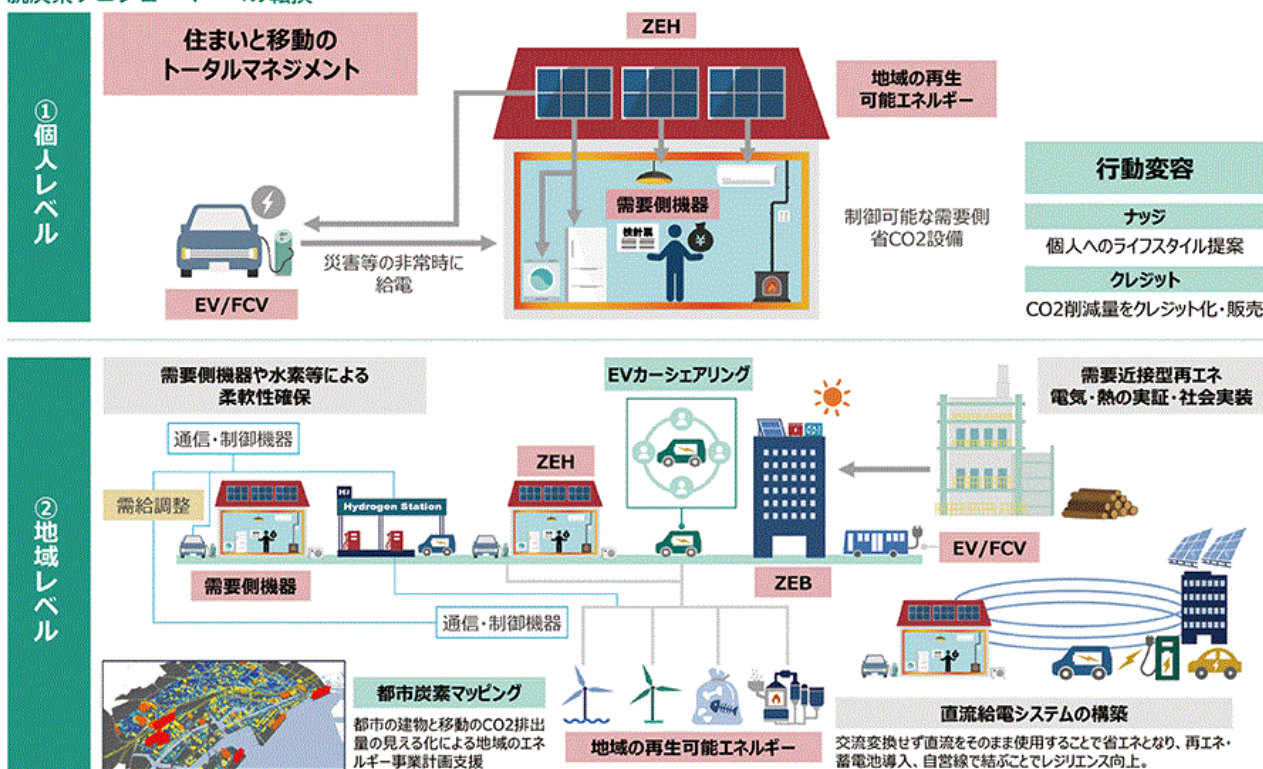 ①個人レベル
住まいと移動の
トータルマネジメント
ZEH
地域の再生
可能エネルギー
需要側機器
検針票
¥
制御可能な需要側
省CO2設備
災害等の非常時に
給電
EV/FCV
行動変容
ナッジ
個人へのライフスタイル提案
クレジット
CO2削減量をクレジット化・販売
②地域レベル
需要側機器や水素等による
柔軟性確保
通信・制御機器
需給調整
Hydrogen Station
需要側機器
通信・制御機器
ZEH
EVカーシェアリング
ZEB
需要近接型再エネ
電気・熱の実証・社会実装
EV/FCV
都市炭素マッピング
都市の建物と移動のCO2排出
量の見える化による地域のエネ
ルギー事業計画支援
地域の再生可能エネルギー
直流給電システムの構築
交流変換せず直流をそのまま使用することで省エネとなり、再エネ・
蓄電池導入、自営線で結ぶことでレジリエンス向上。